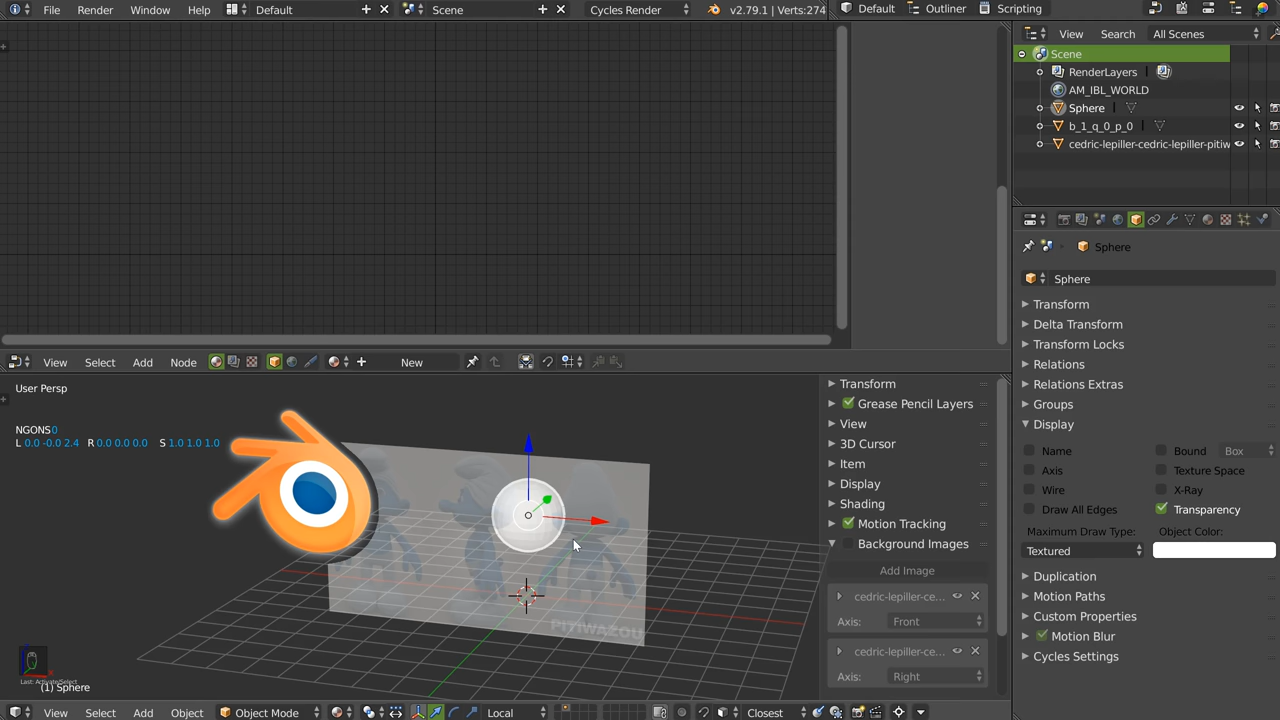 File Render Window Help Default Scene Cycles Render v2.79.1 | Verts:274 Default Outliner Scripting
View Search All Scenes
Scene
RenderLayers
AM_IBL_WORLD
Sphere
b_1_q_0_p_0
cedric-lepiller-cedric-lepiller-pitiw
Sphere
Sphere
Transform
Delta Transform
Transform Locks
Relations
Relations Extras
Groups
Display
Name Bound Box
Axis Texture Space
Wire X-Ray
Draw All Edges Transparency
Maximum Draw Type: Object Color:
Textured
Duplication
Motion Paths
Custom Properties
Motion Blur
Cycles Settings
View Select Add Node New
User Persp
NGONS0
L 0.0 -0.0 2.4 R 0.0 0.0 0.0 S 1.0 1.0 1.0
Transform
Grease Pencil Layers
View
3D Cursor
Item
Display
Shading
Motion Tracking
Background Images
Add Image
cedric-lepiller-ce...
Axis: Front
cedric-lepiller-ce...
Axis: Right
PITIWAZOU
Last: Activate/Select
(1) Sphere
View Select Add Object Object Mode Local Closest